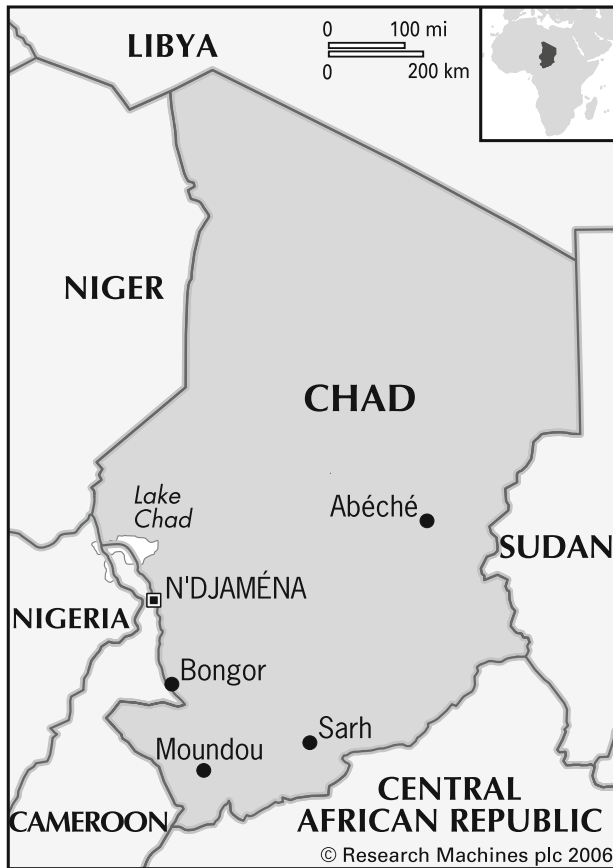 LIBYA
0 100 mi
0 200 km
NIGER
CHAD
Lake
Chad
Abéché
SUDAN
N'DJAMÉNA
NIGERIA
Bongor
Sarh
Moundou
CENTRAL
AFRICAN REPUBLIC
CAMEROON
© Research Machines plc 2006